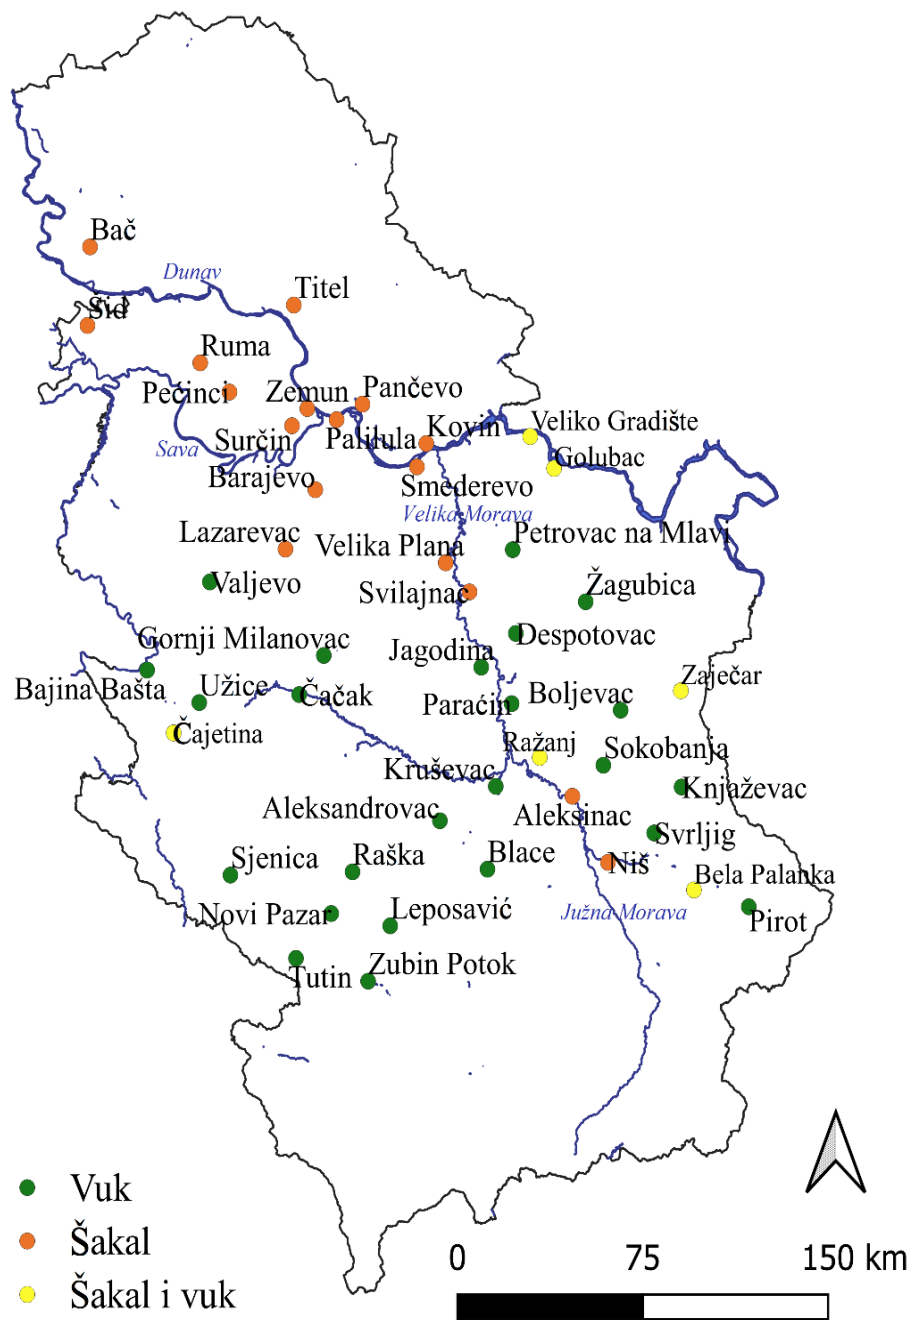 Bač
Dunav
Titel
Šid
Ruma
Pećinci
Zemun
Pančevo
Surčin
Palilula
Kovin
Veliko Gradište
Sava
Golubac
Barajevo
Smederevo
Velika Morava
Lazarevac
Velika Plana
Petrovac na Mlavi
Valjevo
Svilajnac
Žagubica
Gornji Milanovac
Jagodina
Despotovac
Bajina Bašta
Užice
Čačak
Paraćin
Boljevac
Zaječar
Čajetina
Ražanj
Sokobanja
Kruševac
Knjaževac
Aleksandrovac
Aleksinac
Svrljig
Sjenica
Raška
Blace
Niš
Bela Palanka
Novi Pazar
Leposavić
Južna Morava
Pirot
Tutin
Zubin Potok
Vuk
Šakal
Šakal i vuk
0 75 150 km